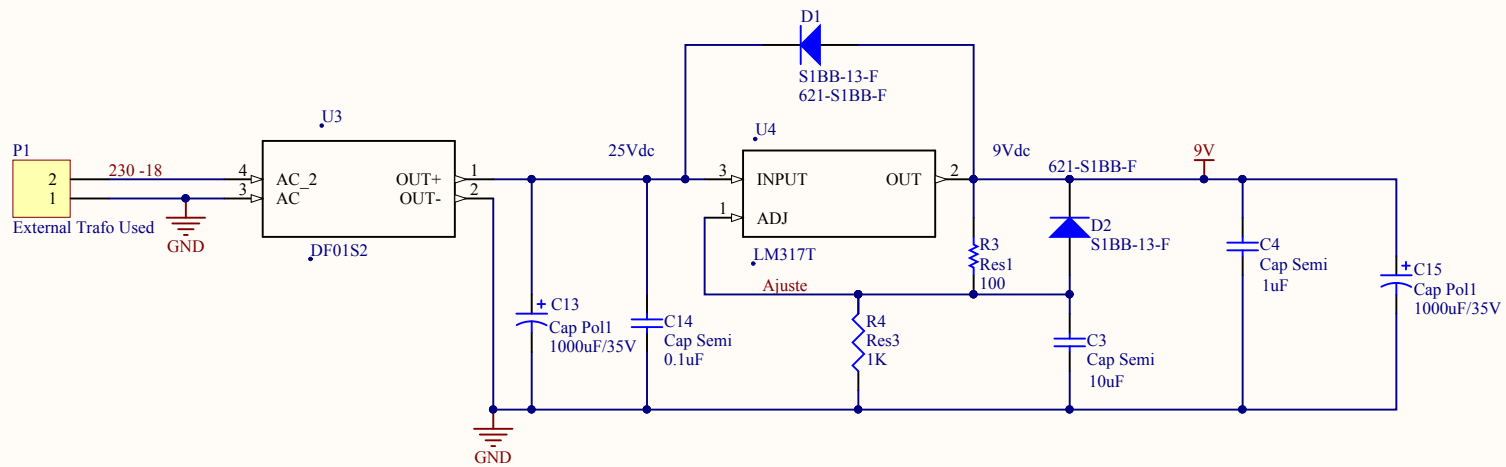 D1
S1BB-13-F
621-S1BB-F
U3
U4
P1
230 -18
25Vdc
9Vdc
621-S1BB-F
9V
2
1
4
3
AC_2
AC
OUT+
OUT-
1
2
3
INPUT
OUT
2
1
ADJ
External Trafo Used
GND
DF01S2
LM317T
Ajuste
R3
Res1
100
D2
S1BB-13-F
C4
Cap Semi
1uF
+
C15
Cap Pol1
1000uF/35V
+
C13
Cap Pol1
1000uF/35V
C14
Cap Semi
0.1uF
R4
Res3
1K
C3
Cap Semi
10uF
GND